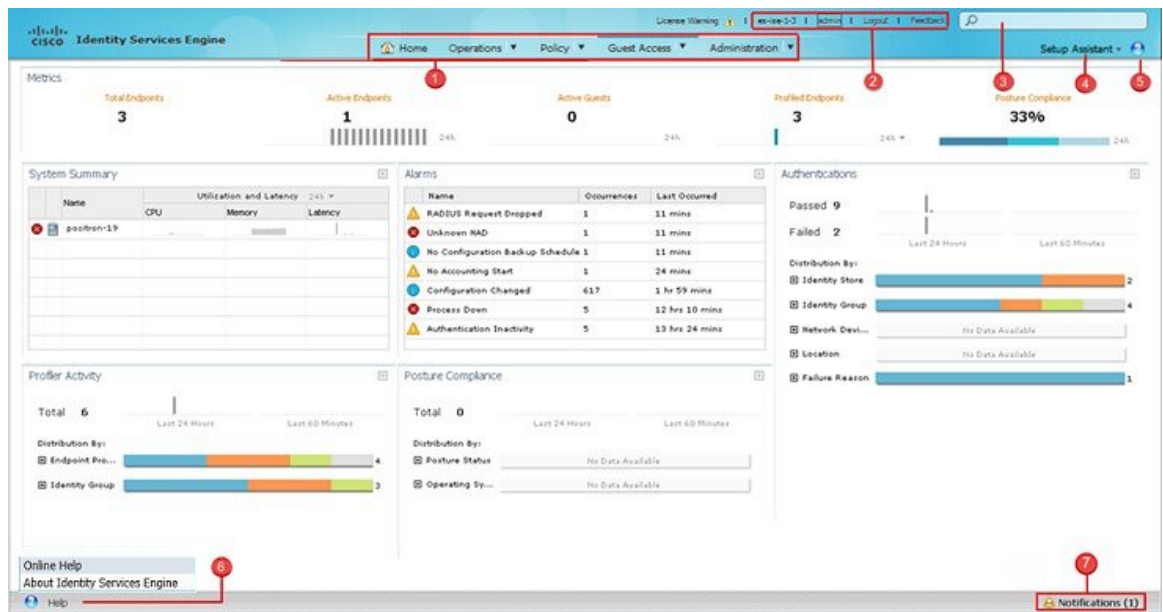 License Warning
es-ise-1-3 | admin | Logout | Feedback
CISCO Identity Services Engine
Home Operations Policy Guest Access Administration
Setup Assistant
1
2
3
4
5
Metrics
Total Endpoints
3
Active Endpoints
1
24h
Active Guests
0
24h
Profiled Endpoints
3
24h
Posture Compliance
33%
24h
System Summary
Name Utilization and Latency 24h
CPU Memory Latency
positron-19
Alarms
Name Occurrences Last Occurred
RADIUS Request Dropped 1 11 mins
Unknown NAD 1 11 mins
No Configuration Backup Schedule 1 11 mins
No Accounting Start 1 24 mins
Configuration Changed 617 1 hr 59 mins
Process Down 5 12 hrs 10 mins
Authentication Inactivity 5 13 hrs 24 mins
Authentications
Passed 9
Failed 2
Last 24 Hours Last 60 Minutes
Distribution By:
Identity Store 2
Identity Group 4
Network Devi... No Data Available
Location No Data Available
Failure Reason 1
Profiler Activity
Total 6
Last 24 Hours Last 60 Minutes
Distribution By:
Endpoint Pro... 4
Identity Group 3
Posture Compliance
Total 0
Last 24 Hours Last 60 Minutes
Distribution By:
Posture Status No Data Available
Operating Sy... No Data Available
Online Help
About Identity Services Engine
Help
6
7
Notifications (1)